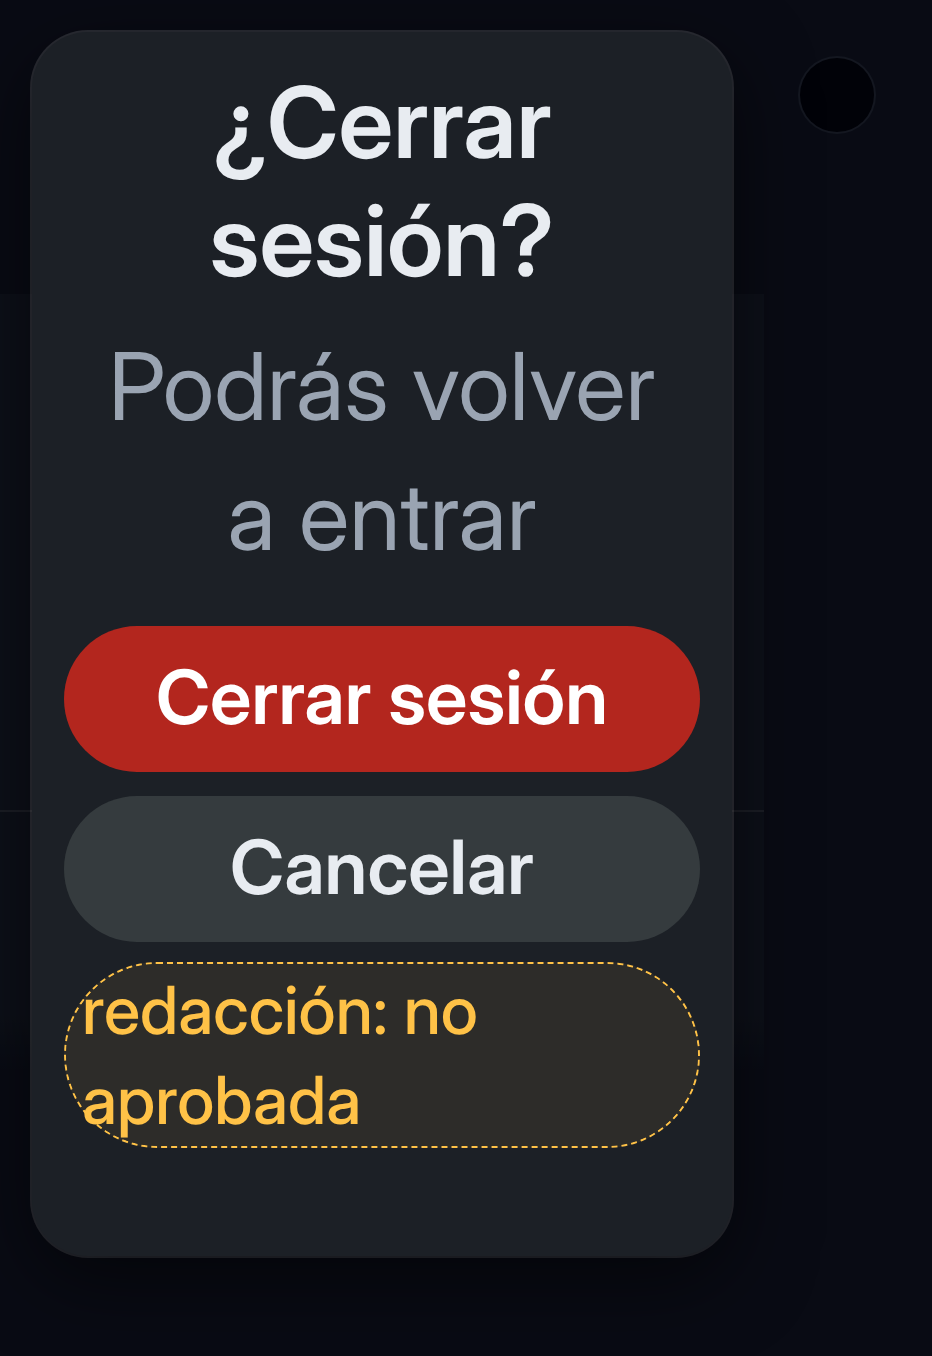 ¿Cerrar
sesión?
Podrás volver
a entrar
Cerrar sesión
Cancelar
redacción: no
aprobada